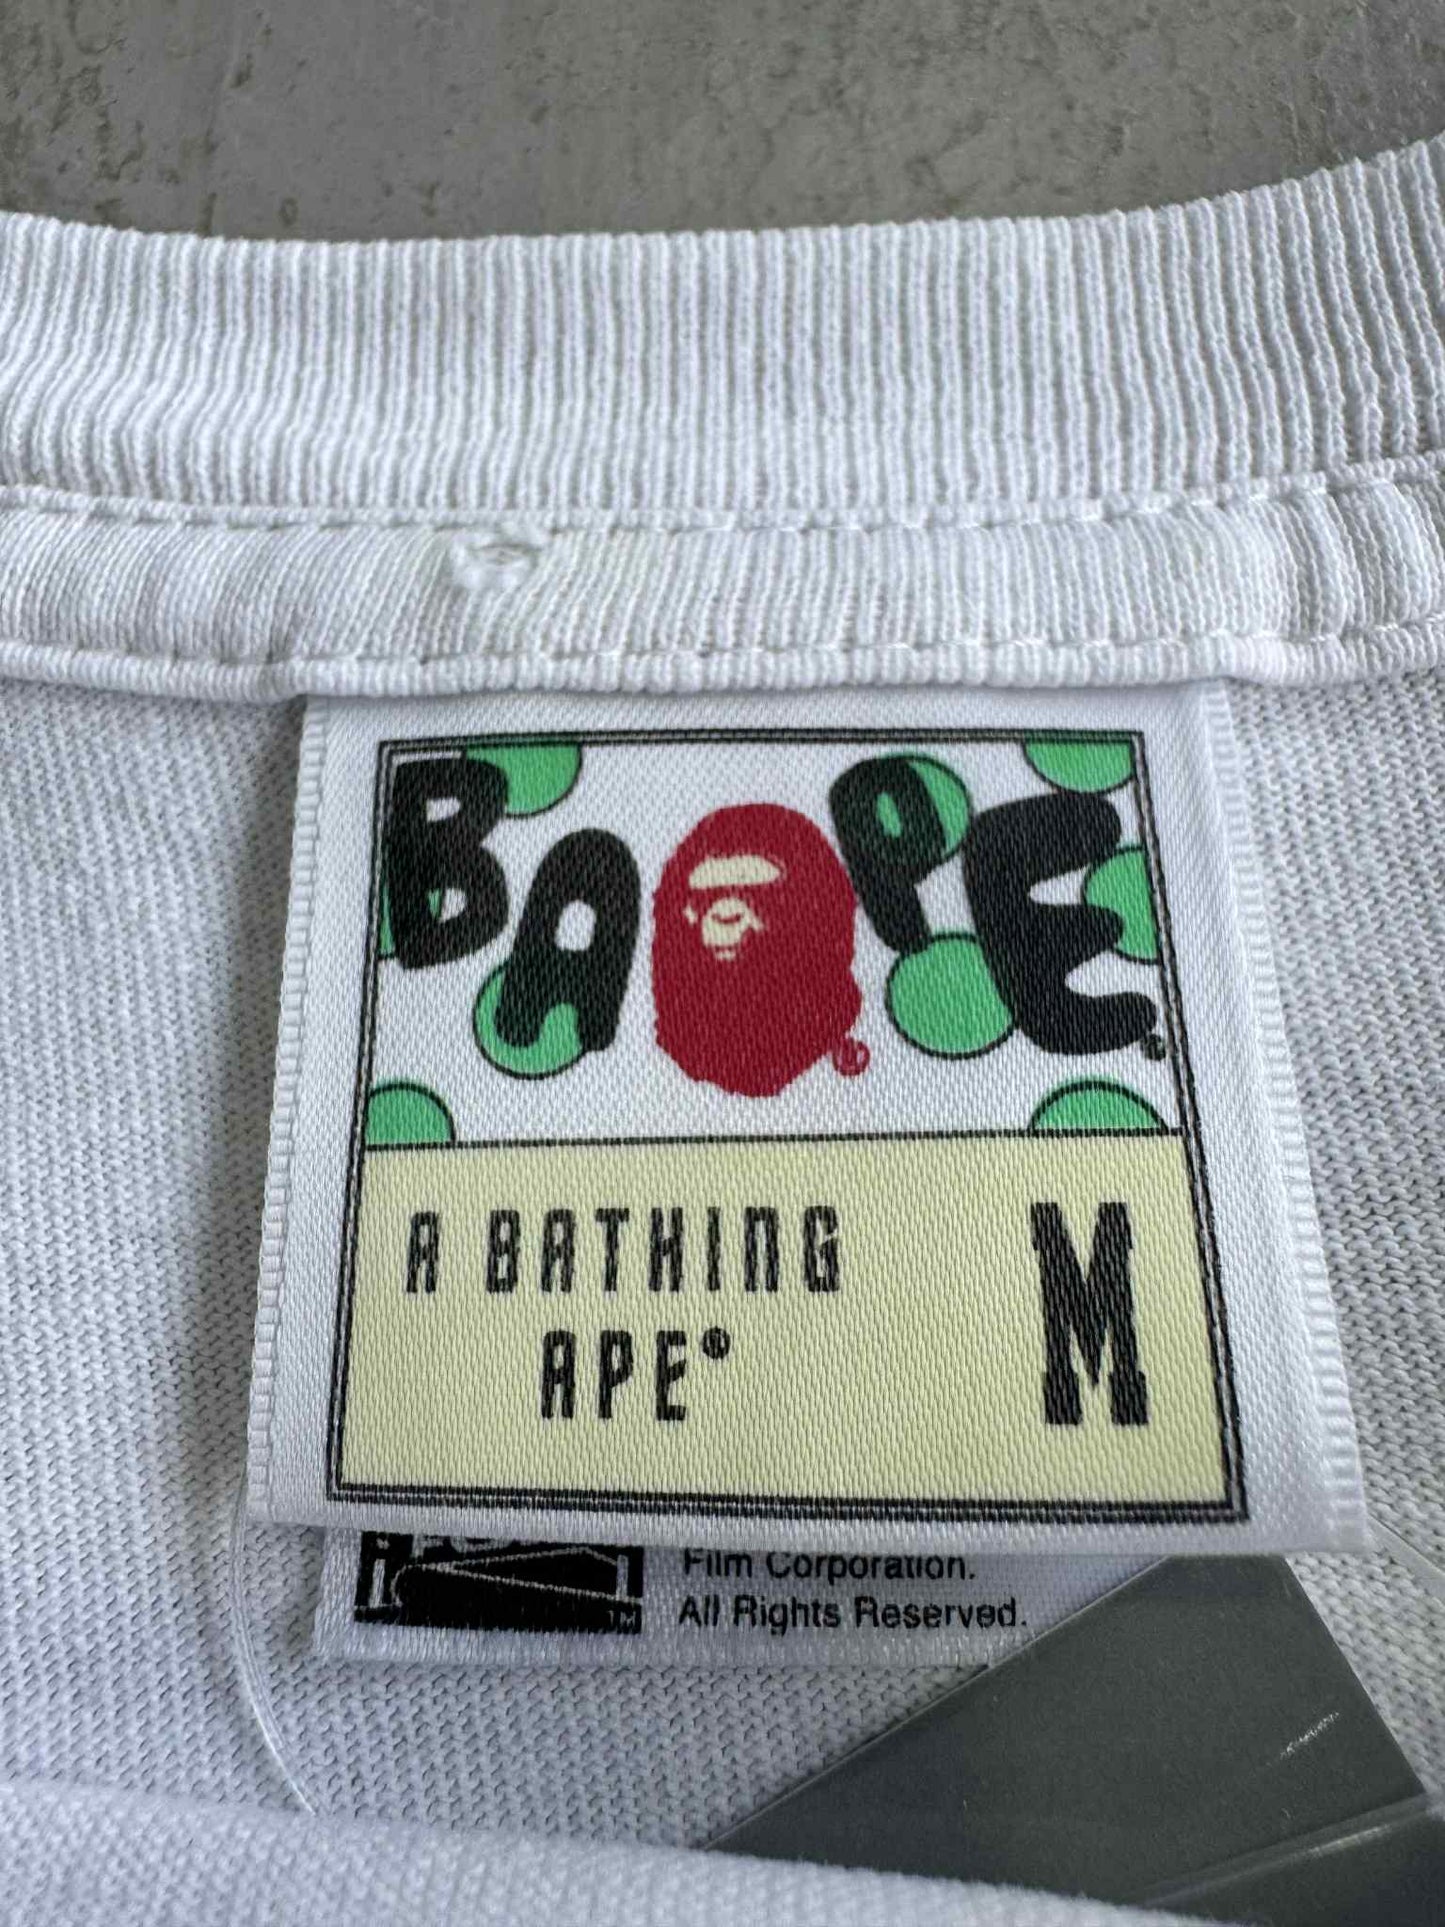 BAPE
A BATHING
APE®
M
Film Corporation.
All Rights Reserved.